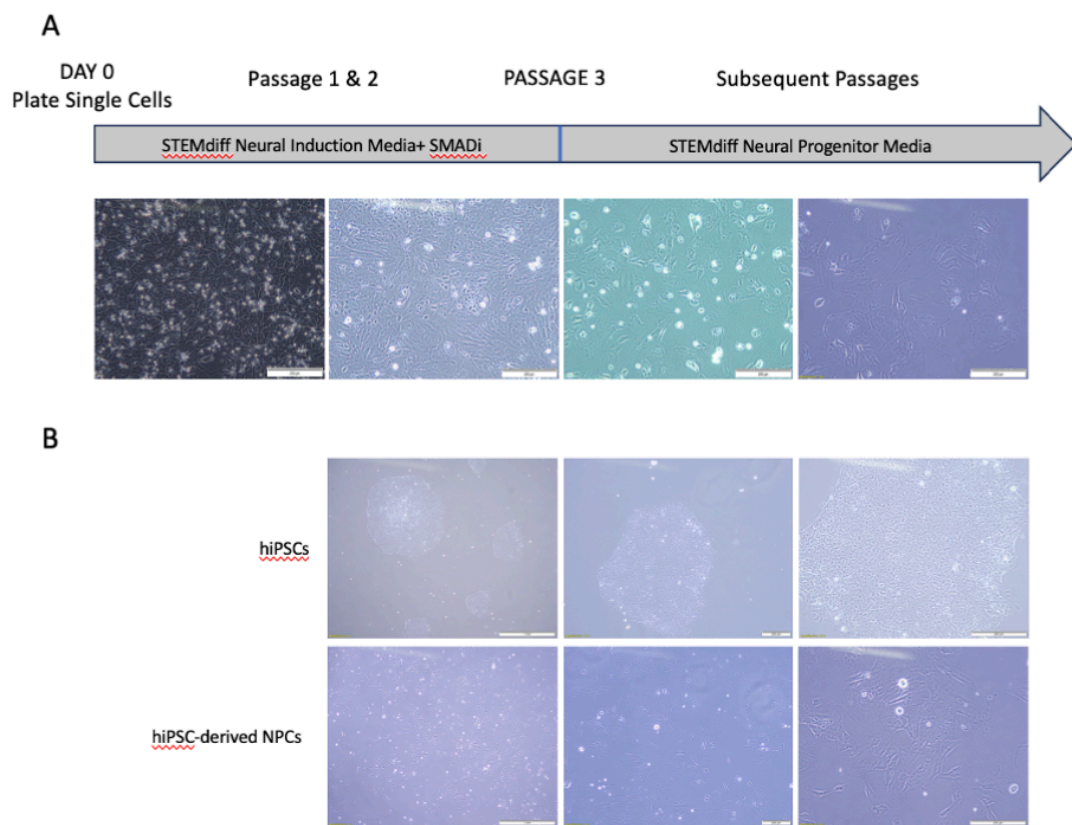 A
DAY 0
Plate Single Cells
Passage 1 & 2
PASSAGE 3
Subsequent Passages
STEMdiff Neural Induction Media+ SMADi
STEMdiff Neural Progenitor Media
B
hiPSCs
hiPSC-derived NPCs